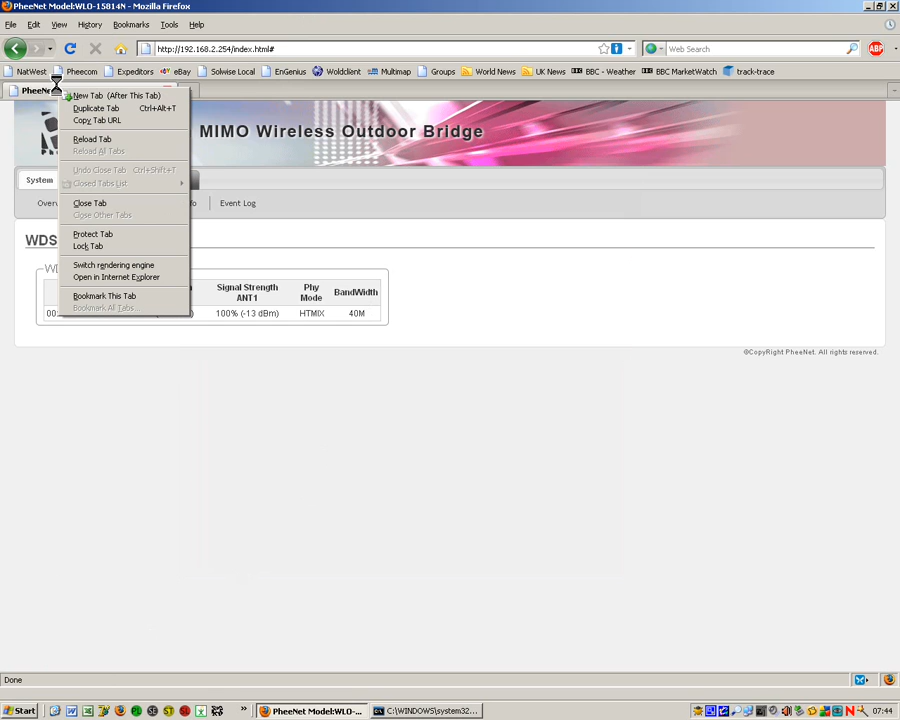 PheeNet Model:WLO-15814N - Mozilla Firefox
File Edit View History Bookmarks Tools Help
http://192.168.2.254/index.html# Web Search ABP
NatWest Pheecom Expeditors eBay Solwise Local EnGenius Woldclient Multimap Groups World News UK News BBC - Weather BBC MarketWatch track-trace
PheeNe
New Tab (After This Tab)
Duplicate Tab Ctrl+Alt+T
Copy Tab URL
Reload Tab
Reload All Tabs
Undo Close Tab Ctrl+Shift+T
Closed Tabs List
Close Tab
Close Other Tabs
Protect Tab
Lock Tab
Switch rendering engine
Open in Internet Explorer
Bookmark This Tab
Bookmark All Tabs...
MIMO Wireless Outdoor Bridge
System
Event Log
WDS
Signal Strength ANT1
Phy Mode
BandWidth
00:
100% (-13 dBm) HTMIX 40M
©CopyRight PheeNet. All rights reserved.
Done
Start PheeNet Model:WLO-... C:\WINDOWS\system32... 07:44